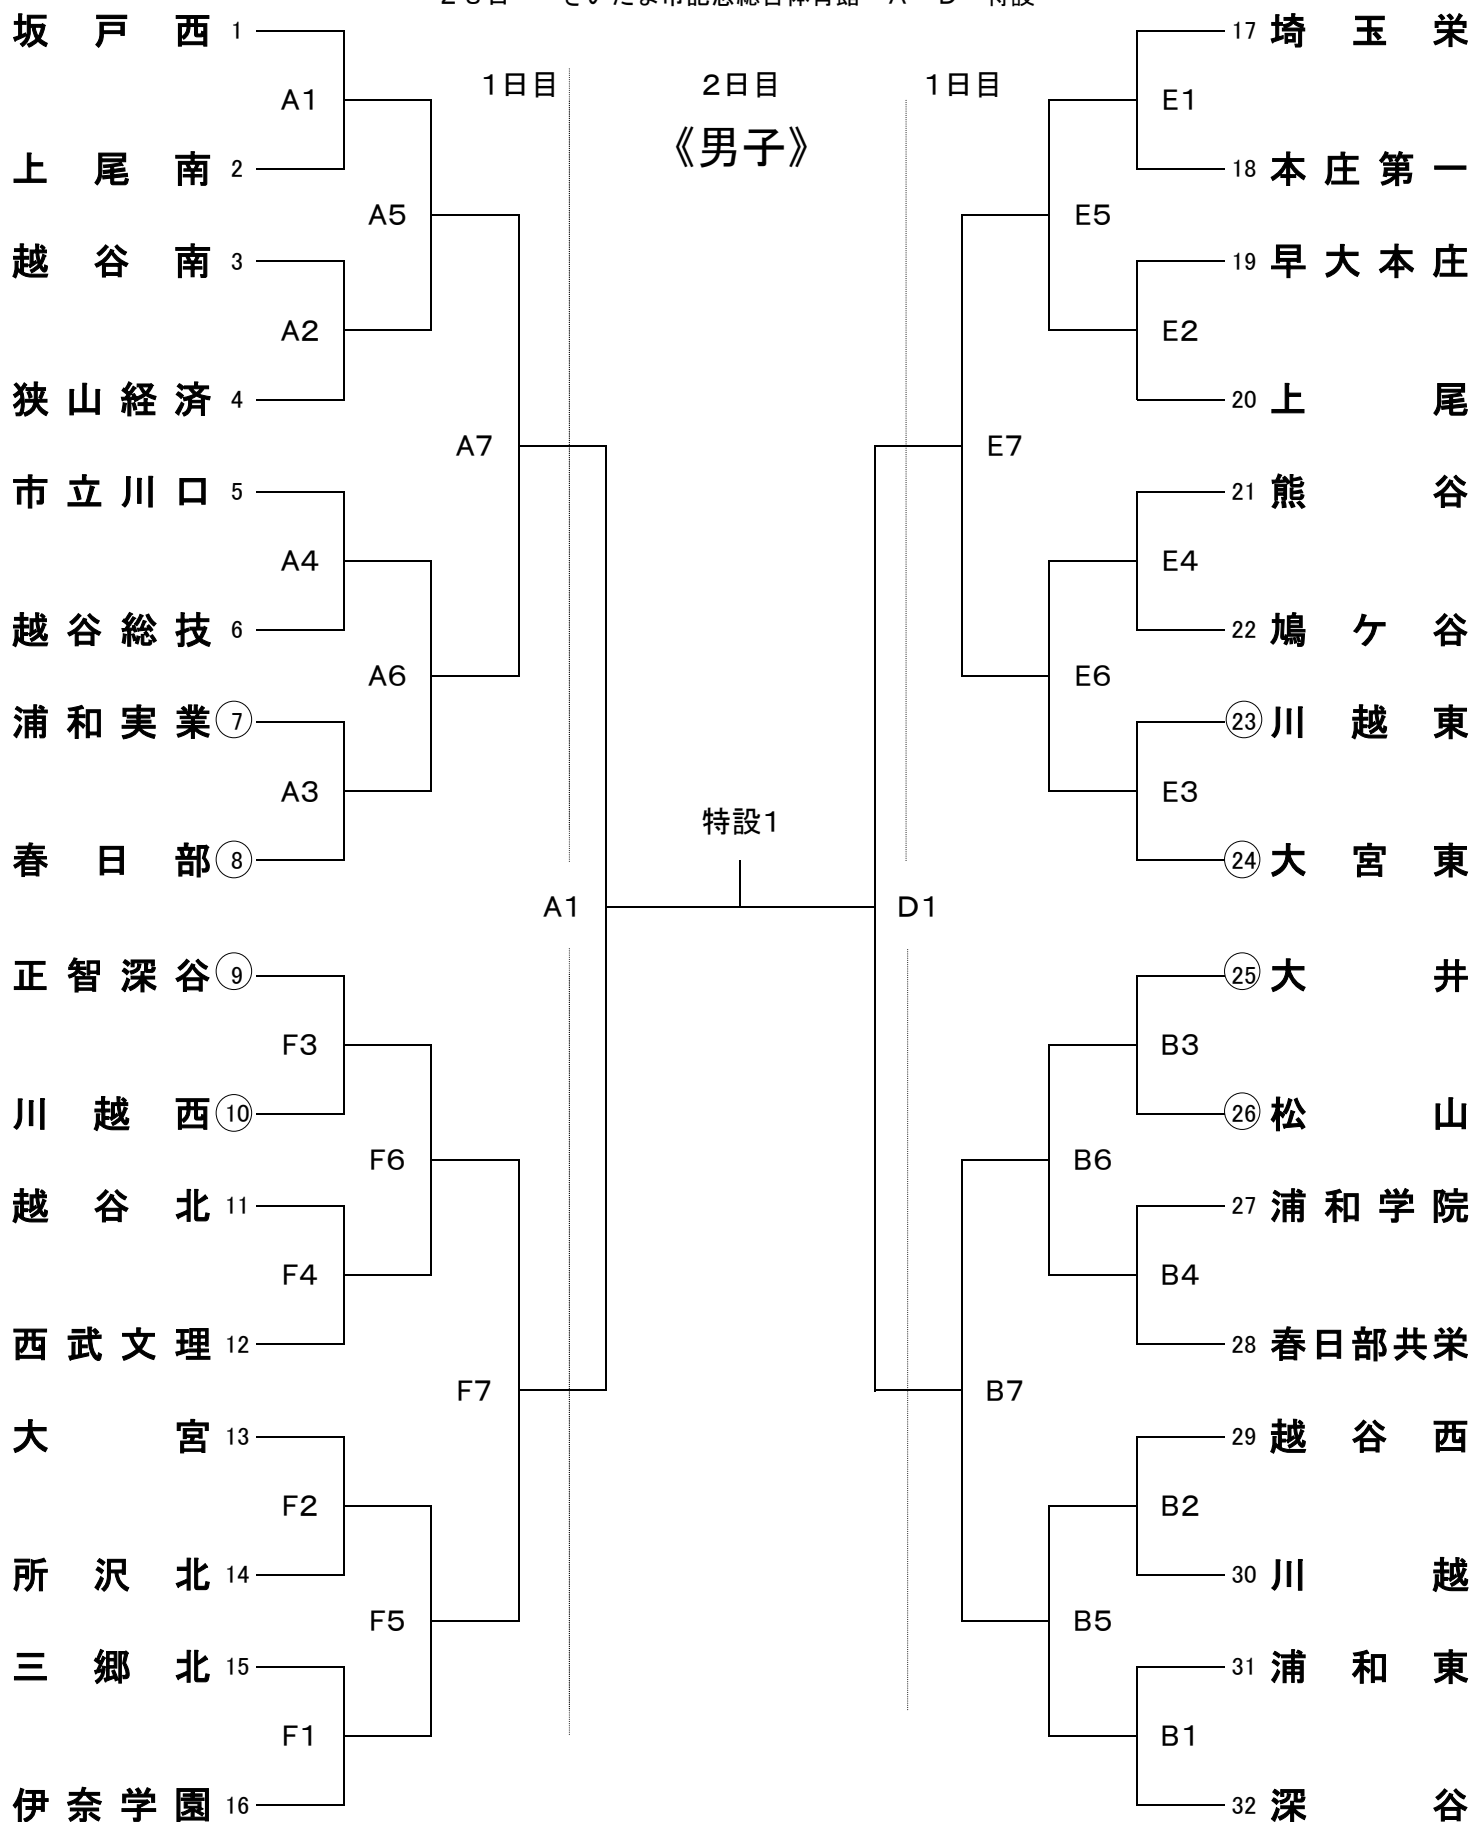 坂戸西 1
A1
上尾南 2
A5
越谷南 3
A2
狭山経済 4
A7
市立川口 5
A4
越谷総技 6
A6
浦和実業 7
A3
春日部 8
A1
正智深谷 9
F3
川越西 10
F6
越谷北 11
F4
西武文理 12
F7
大宮 13
F2
所沢北 14
F5
三郷北 15
F1
伊奈学園 16
1日目 2日目 1日目
《男子》
特設1
17 埼玉栄
E1
18 本庄第一
E5
19 早大本庄
E2
20 上尾
E7
21 熊谷
E4
22 鳩ケ谷
E6
23 川越東
E3
24 大宮東
D1
25 大井
B3
26 松山
B6
27 浦和学院
B4
28 春日部共栄
B7
29 越谷西
B2
30 川越
B5
31 浦和東
B1
32 深谷